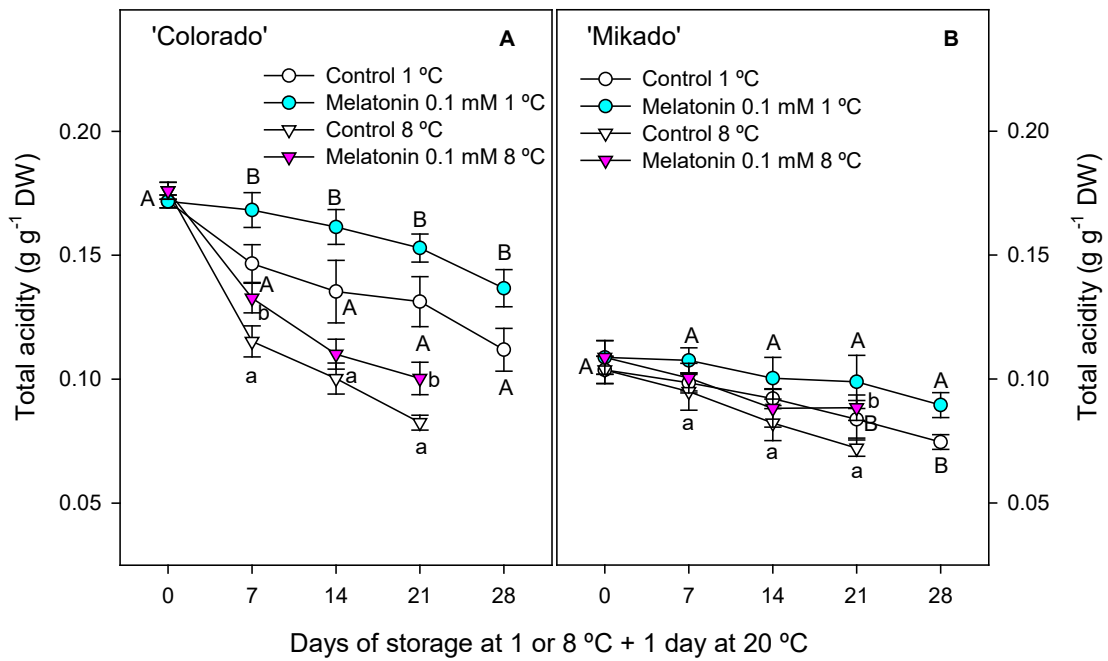 'Colorado'
A
Control 1 ºC
Melatonin 0.1 mM 1 ºC
Control 8 ºC
Melatonin 0.1 mM 8 ºC
'Mikado'
B
Control 1 ºC
Melatonin 0.1 mM 1 ºC
Control 8 ºC
Melatonin 0.1 mM 8 ºC
Total acidity (g g⁻¹ DW)
0.20
0.15
0.10
0.05
A
B
B
B
B
A
A
A
A
b
a
a
b
a
A
A
A
A
A
b
B
B
a
a
a
0.20
0.15
0.10
0.05
Total acidity (g g⁻¹ DW)
0 7 14 21 28
0 7 14 21 28
Days of storage at 1 or 8 ºC + 1 day at 20 ºC